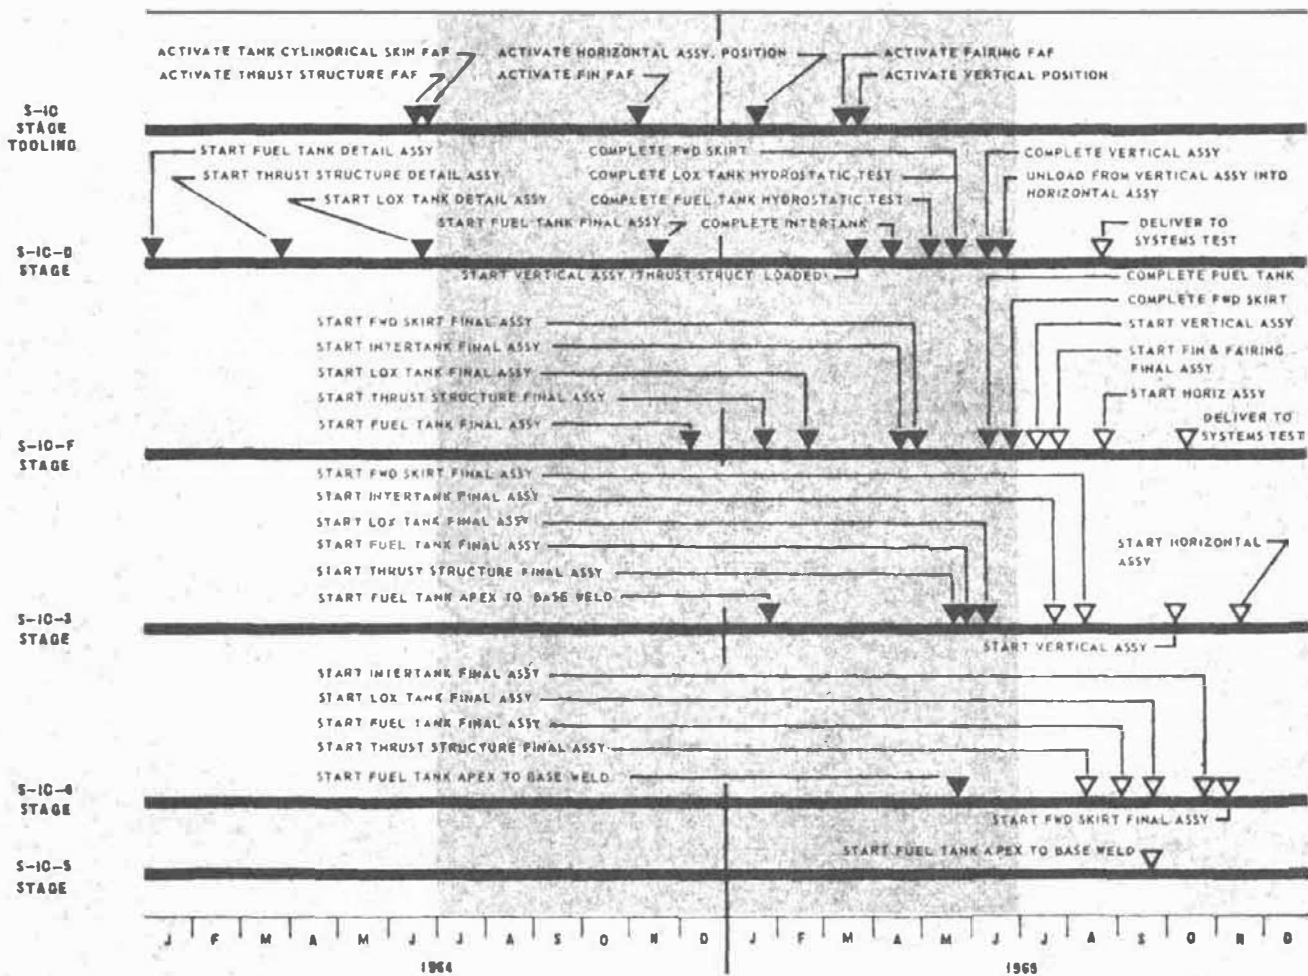 ACTIVATE TANK CYLINDRICAL SKIN FAF
ACTIVATE THRUST STRUCTURE FAF
ACTIVATE HORIZONTAL ASSY. POSITION
ACTIVATE FIN FAF
ACTIVATE FAIRING FAF
ACTIVATE VERTICAL POSITION
S-IC
STAGE
TOOLING
START FUEL TANK DETAIL ASSY
START THRUST STRUCTURE DETAIL ASSY
START LOX TANK DETAIL ASSY
START FUEL TANK FINAL ASSY
COMPLETE FWD SKIRT
COMPLETE LOX TANK HYDROSTATIC TEST
COMPLETE FUEL TANK HYDROSTATIC TEST
COMPLETE INTERTANK
COMPLETE VERTICAL ASSY
UNLOAD FROM VERTICAL ASSY INTO
HORIZONTAL ASSY
DELIVER TO
SYSTEMS TEST
S-IC-D
STAGE
START VERTICAL ASSY (THRUST STRUCT LOADED)
COMPLETE FUEL TANK
COMPLETE FWD SKIRT
START VERTICAL ASSY
START FIN & FAIRING
FINAL ASSY
START HORIZ ASSY
DELIVER TO
SYSTEMS TEST
START FWD SKIRT FINAL ASSY
START INTERTANK FINAL ASSY
START LOX TANK FINAL ASSY
START THRUST STRUCTURE FINAL ASSY
START FUEL TANK FINAL ASSY
S-IC-F
STAGE
START FWD SKIRT FINAL ASSY
START INTERTANK FINAL ASSY
START LOX TANK FINAL ASSY
START FUEL TANK FINAL ASSY
START THRUST STRUCTURE FINAL ASSY
START FUEL TANK APEX TO BASE WELD
START HORIZONTAL
ASSY
S-IC-3
STAGE
START VERTICAL ASSY
START INTERTANK FINAL ASSY
START LOX TANK FINAL ASSY
START FUEL TANK FINAL ASSY
START THRUST STRUCTURE FINAL ASSY
START FUEL TANK APEX TO BASE WELD
S-IC-4
STAGE
START FWD SKIRT FINAL ASSY
START FUEL TANK APEX TO BASE WELD
S-IC-5
STAGE
J F M A M J J A S O N D J F M A M J J A S O N D
1964 1965